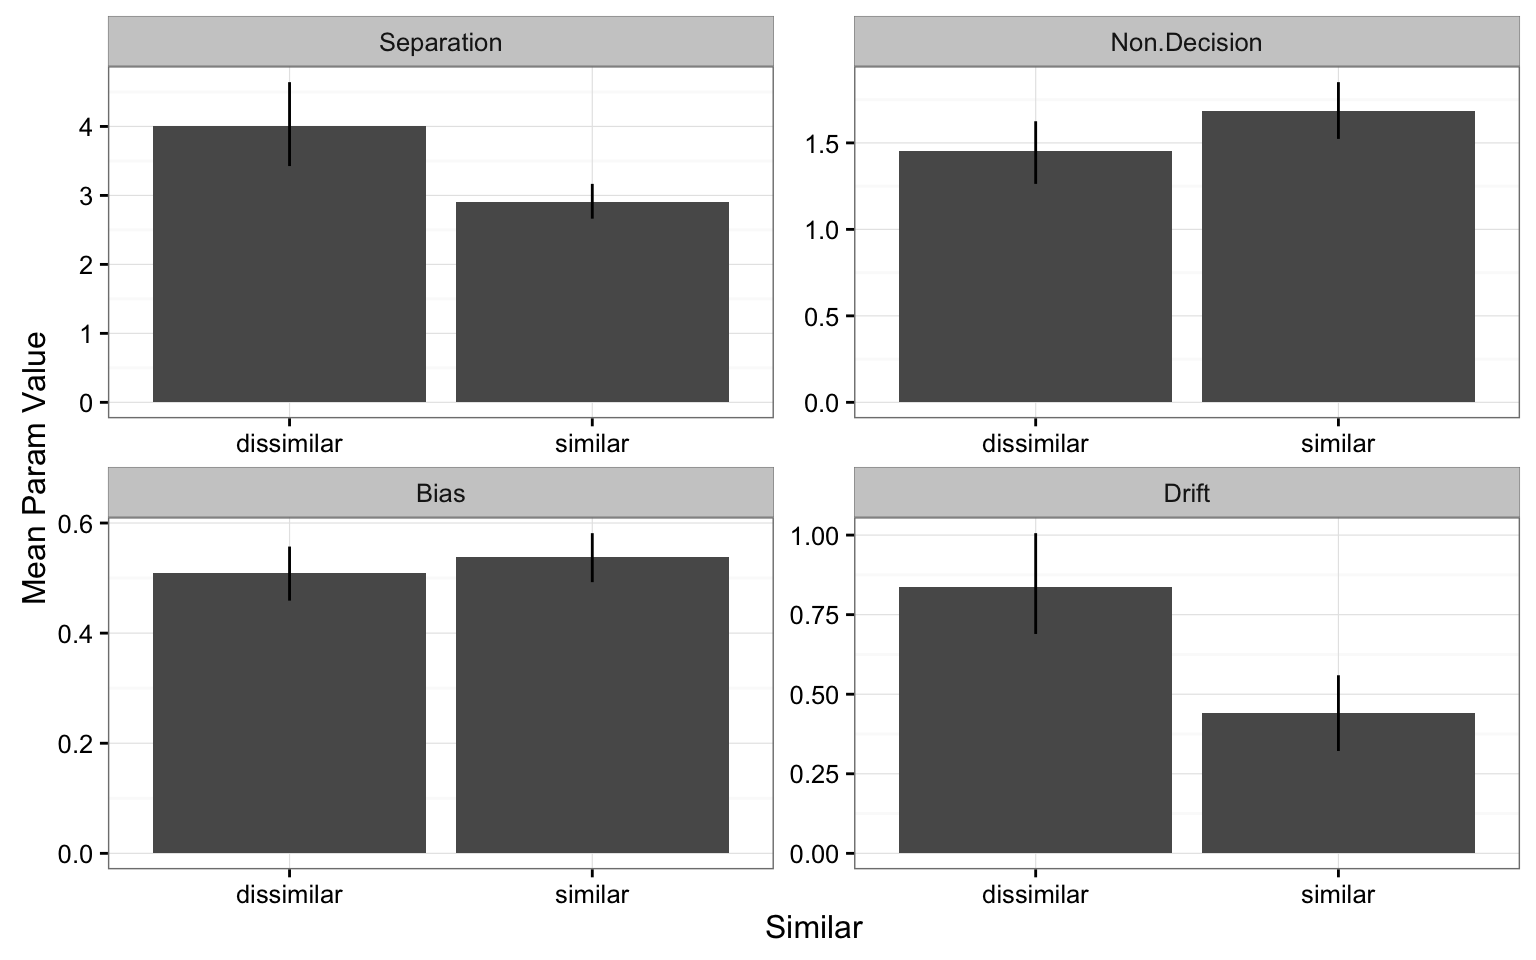 Separation
Non.Decision
4
3
2
1
0
dissimilar
similar
1.5
1.0
0.5
0.0
dissimilar
similar
Mean Param Value
Bias
Drift
0.6
0.4
0.2
0.0
dissimilar
similar
1.00
0.75
0.50
0.25
0.00
dissimilar
similar
Similar